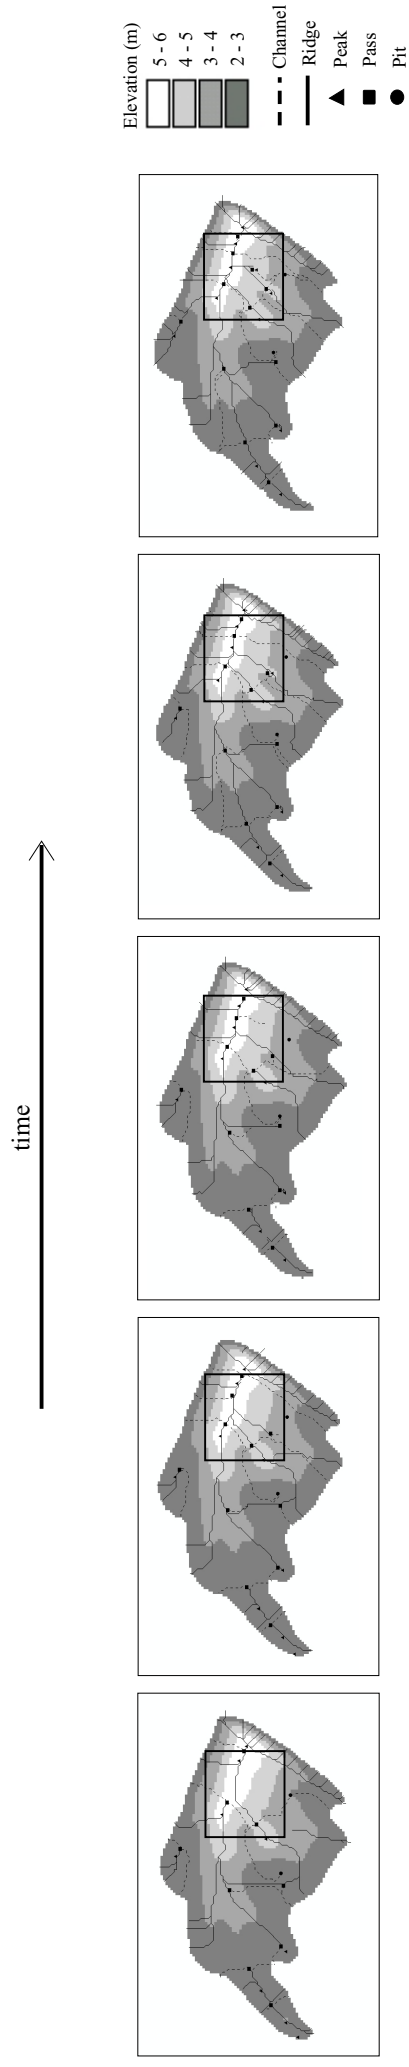 time
Elevation (m)
5 - 6
4 - 5
3 - 4
2 - 3
Channel
Ridge
Peak
Pass
Pit